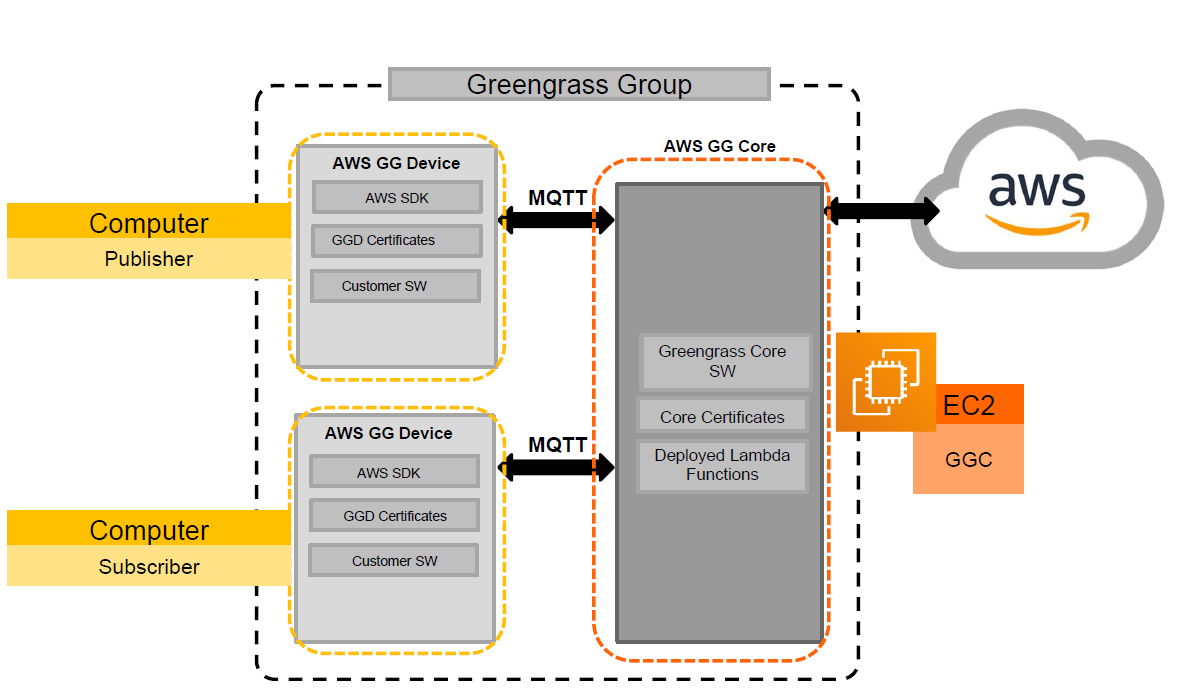 Greengrass Group
AWS GG Core
AWS GG Device
AWS SDK
GGD Certificates
Customer SW
Computer
Publisher
MQTT
aws
Greengrass Core
SW
Core Certificates
Deployed Lambda
Functions
EC2
GGC
AWS GG Device
AWS SDK
GGD Certificates
Customer SW
MQTT
Computer
Subscriber